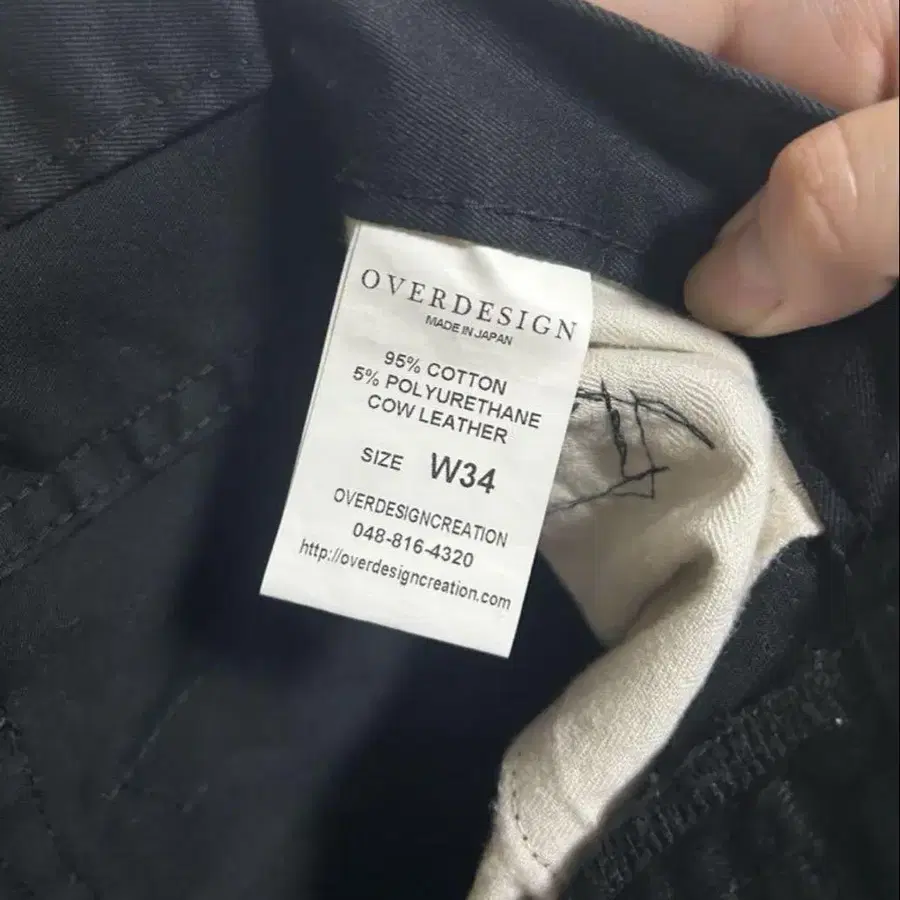 OVERDESIGN
MADE IN JAPAN
95% COTTON
5% POLYURETHANE
COW LEATHER
SIZE W34
OVERDESIGNCREATION
048-816-4320
http://overdesigncreation.com